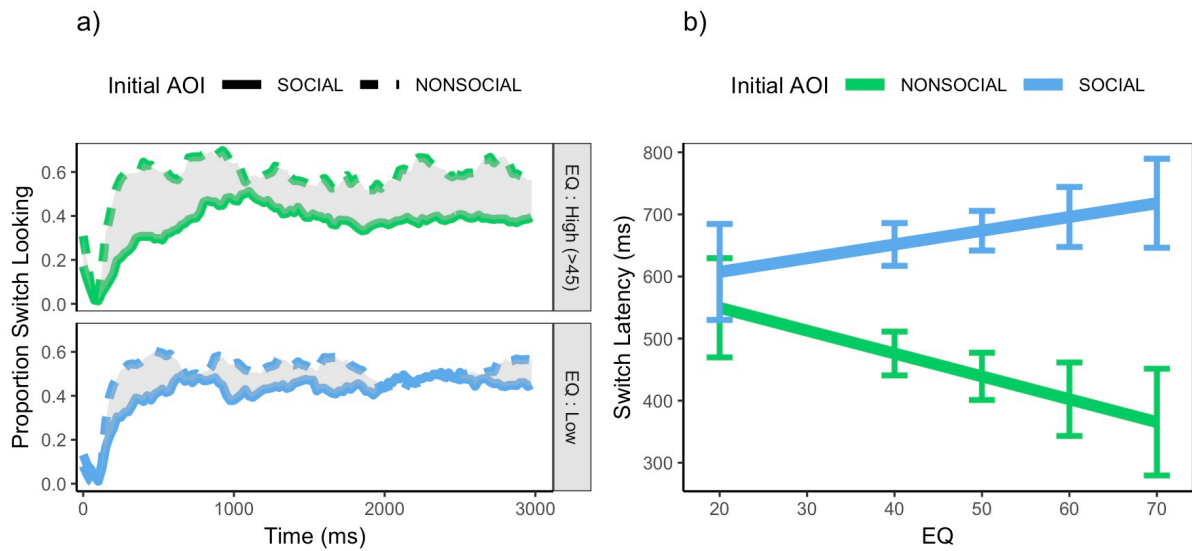 a)
Initial AOI SOCIAL NONSOCIAL
Proportion Switch Looking
0.6
0.4
0.2
0.0
EQ : High (>45)
0.6
0.4
0.2
0.0
EQ : Low
0 1000 2000 3000
Time (ms)
b)
Initial AOI NONSOCIAL SOCIAL
Switch Latency (ms)
800
700
600
500
400
300
20 30 40 50 60 70
EQ